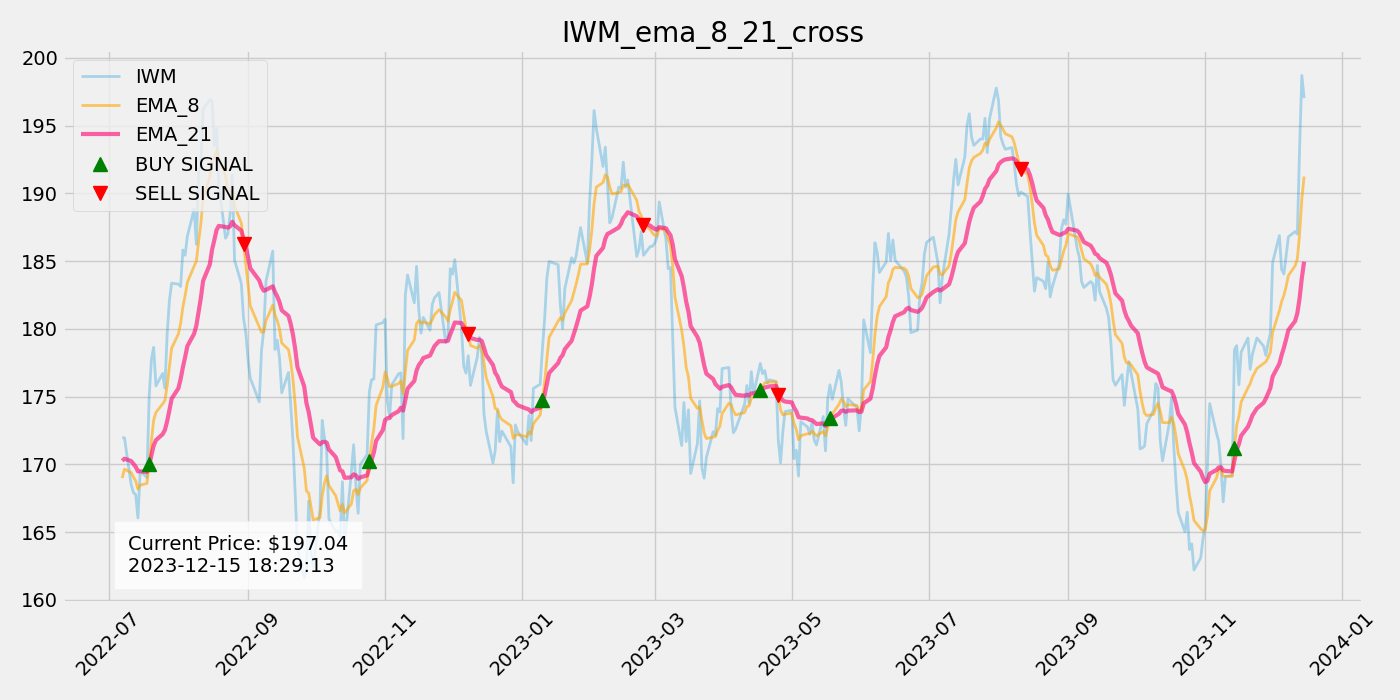 IWM_ema_8_21_cross
200
195
190
185
180
175
170
165
160
IWM
EMA_8
EMA_21
BUY SIGNAL
SELL SIGNAL
Current Price: $197.04
2023-12-15 18:29:13
2022-07
2022-09
2022-11
2023-01
2023-03
2023-05
2023-07
2023-09
2023-11
2024-01